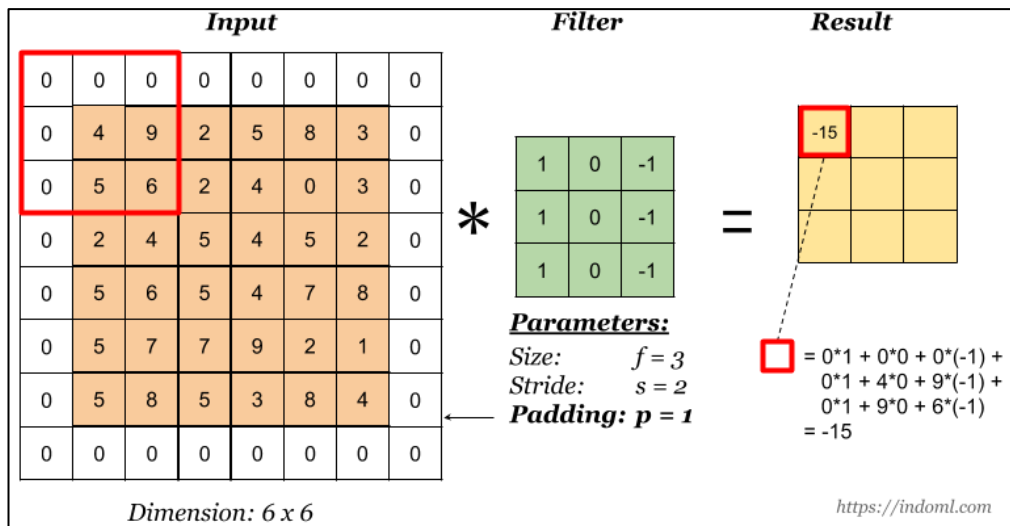 Input Filter Result
0 0 0 0 0 0 0 0
0 4 9 2 5 8 3 0
0 5 6 2 4 0 3 0
0 2 4 5 4 5 2 0
0 5 6 5 4 7 8 0
0 5 7 7 9 2 1 0
0 5 8 5 3 8 4 0
0 0 0 0 0 0 0 0
Dimension: 6 x 6
*
1 0 -1
1 0 -1
1 0 -1
Parameters:
Size: f = 3
Stride: s = 2
Padding: p = 1
=
-15
= 0*1 + 0*0 + 0*(-1) +
0*1 + 4*0 + 9*(-1) +
0*1 + 9*0 + 6*(-1)
= -15
https://indoml.com